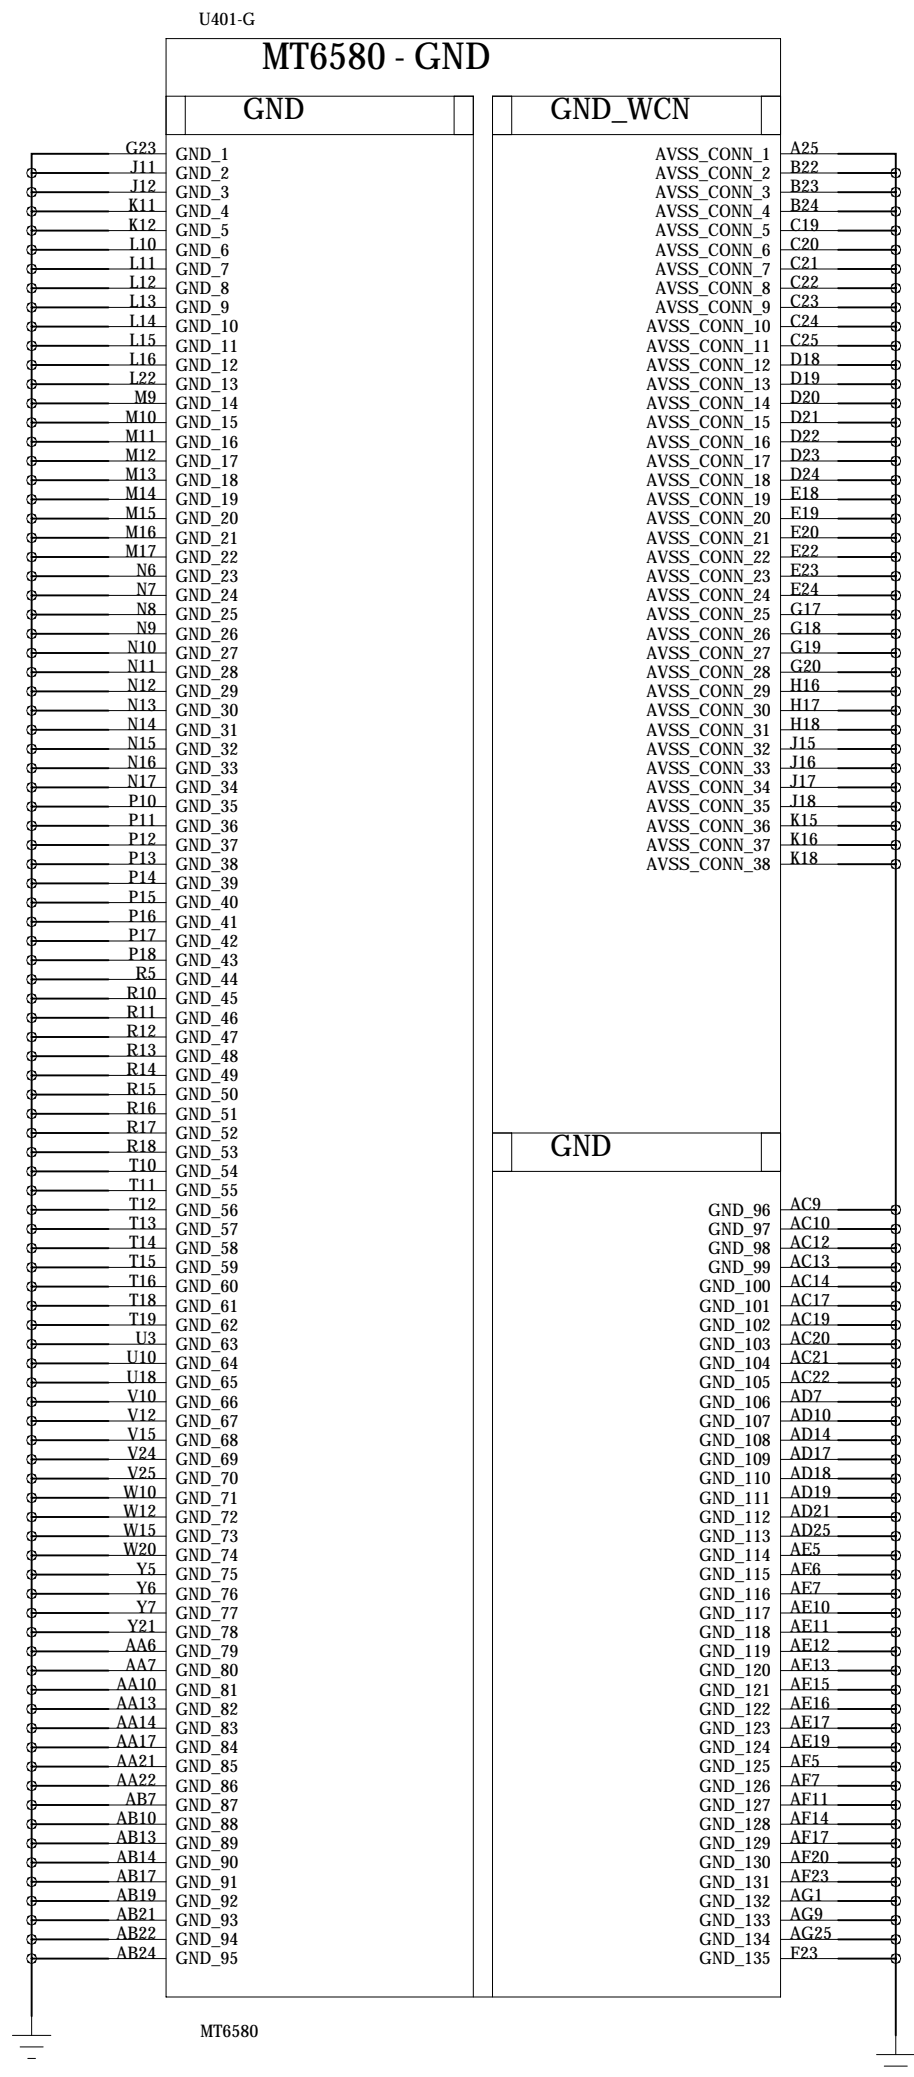 U401-G
MT6580 - GND
GND GND_WCN
G23 GND_1 AVSS_CONN_1 A25
J11 GND_2 AVSS_CONN_2 B22
J12 GND_3 AVSS_CONN_3 B23
K11 GND_4 AVSS_CONN_4 B24
K12 GND_5 AVSS_CONN_5 C19
L10 GND_6 AVSS_CONN_6 C20
L11 GND_7 AVSS_CONN_7 C21
L12 GND_8 AVSS_CONN_8 C22
L13 GND_9 AVSS_CONN_9 C23
L14 GND_10 AVSS_CONN_10 C24
L15 GND_11 AVSS_CONN_11 C25
L16 GND_12 AVSS_CONN_12 D18
L22 GND_13 AVSS_CONN_13 D19
M9 GND_14 AVSS_CONN_14 D20
M10 GND_15 AVSS_CONN_15 D21
M11 GND_16 AVSS_CONN_16 D22
M12 GND_17 AVSS_CONN_17 D23
M13 GND_18 AVSS_CONN_18 D24
M14 GND_19 AVSS_CONN_19 E18
M15 GND_20 AVSS_CONN_20 E19
M16 GND_21 AVSS_CONN_21 E20
M17 GND_22 AVSS_CONN_22 E22
N6 GND_23 AVSS_CONN_23 E23
N7 GND_24 AVSS_CONN_24 E24
N8 GND_25 AVSS_CONN_25 G17
N9 GND_26 AVSS_CONN_26 G18
N10 GND_27 AVSS_CONN_27 G19
N11 GND_28 AVSS_CONN_28 G20
N12 GND_29 AVSS_CONN_29 H16
N13 GND_30 AVSS_CONN_30 H17
N14 GND_31 AVSS_CONN_31 H18
N15 GND_32 AVSS_CONN_32 J15
N16 GND_33 AVSS_CONN_33 J16
N17 GND_34 AVSS_CONN_34 J17
P10 GND_35 AVSS_CONN_35 J18
P11 GND_36 AVSS_CONN_36 K15
P12 GND_37 AVSS_CONN_37 K16
P13 GND_38 AVSS_CONN_38 K18
P14 GND_39
P15 GND_40
P16 GND_41
P17 GND_42
P18 GND_43
R5 GND_44
R10 GND_45
R11 GND_46
R12 GND_47
R13 GND_48
R14 GND_49
R15 GND_50
R16 GND_51
R17 GND_52
R18 GND_53 GND
T10 GND_54
T11 GND_55
T12 GND_56 GND_96 AC9
T13 GND_57 GND_97 AC10
T14 GND_58 GND_98 AC12
T15 GND_59 GND_99 AC13
T16 GND_60 GND_100 AC14
T18 GND_61 GND_101 AC17
T19 GND_62 GND_102 AC19
U3 GND_63 GND_103 AC20
U10 GND_64 GND_104 AC21
U18 GND_65 GND_105 AC22
V10 GND_66 GND_106 AD7
V12 GND_67 GND_107 AD10
V15 GND_68 GND_108 AD14
V24 GND_69 GND_109 AD17
V25 GND_70 GND_110 AD18
W10 GND_71 GND_111 AD19
W12 GND_72 GND_112 AD21
W15 GND_73 GND_113 AD25
W20 GND_74 GND_114 AE5
Y5 GND_75 GND_115 AE6
Y6 GND_76 GND_116 AE7
Y7 GND_77 GND_117 AE10
Y21 GND_78 GND_118 AE11
AA6 GND_79 GND_119 AE12
AA7 GND_80 GND_120 AE13
AA10 GND_81 GND_121 AE15
AA13 GND_82 GND_122 AE16
AA14 GND_83 GND_123 AE17
AA17 GND_84 GND_124 AE19
AA21 GND_85 GND_125 AF5
AA22 GND_86 GND_126 AF7
AB7 GND_87 GND_127 AF11
AB10 GND_88 GND_128 AF14
AB13 GND_89 GND_129 AF17
AB14 GND_90 GND_130 AF20
AB17 GND_91 GND_131 AF23
AB19 GND_92 GND_132 AG1
AB21 GND_93 GND_133 AG9
AB22 GND_94 GND_134 AG25
AB24 GND_95 GND_135 F23
MT6580